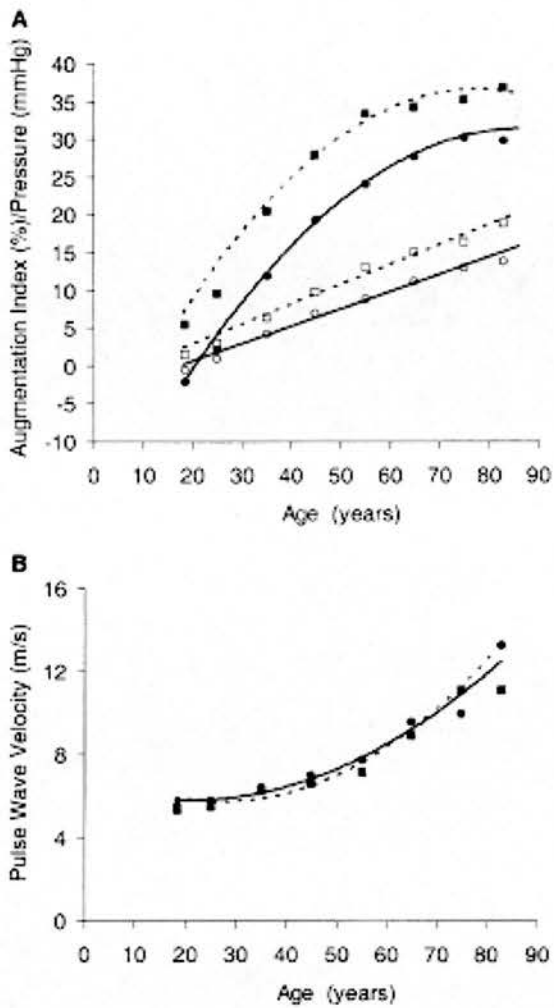 A
Augmentation Index (%)/Pressure (mmHg)
40
35
30
25
20
15
10
5
0
-5
-10
0 10 20 30 40 50 60 70 80 90
Age (years)
B
Pulse Wave Velocity (m/s)
16
12
8
4
0
0 10 20 30 40 50 60 70 80 90
Age (years)